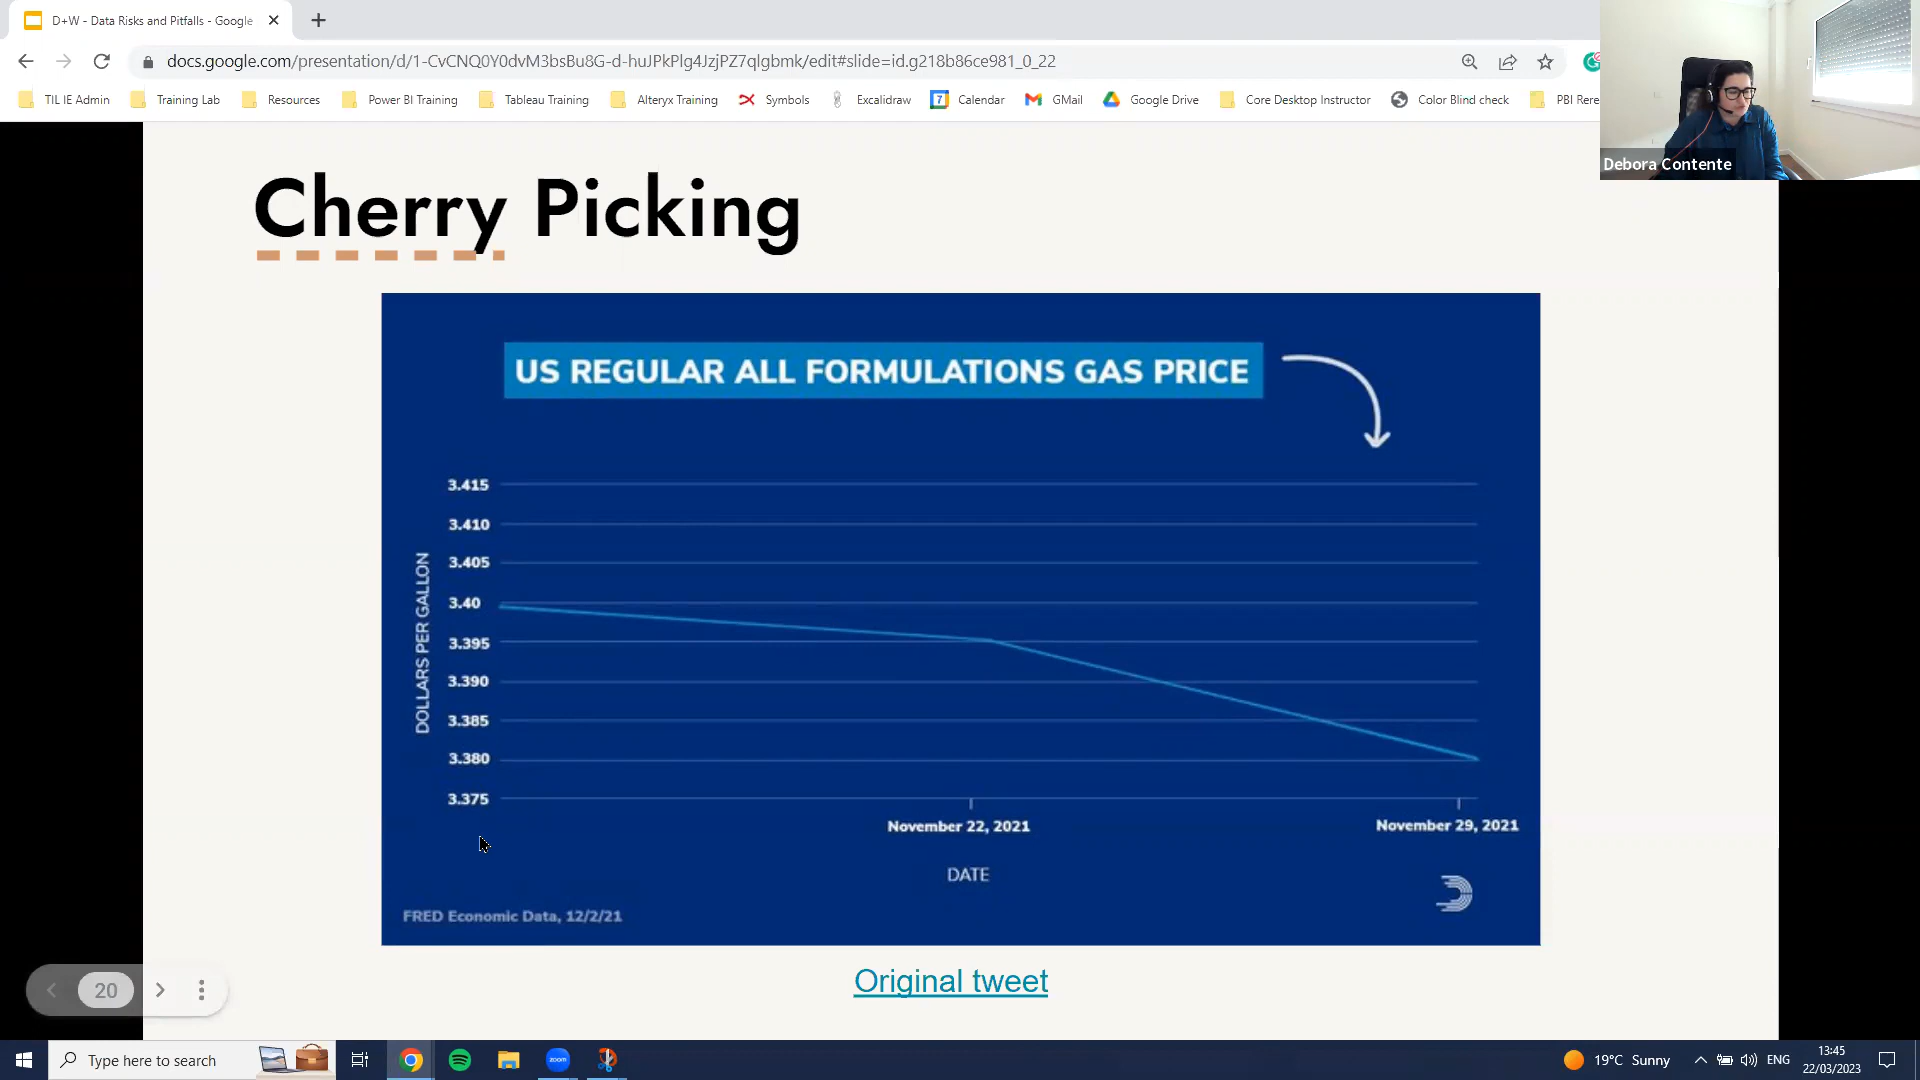 D+W - Data Risks and Pitfalls - Google
docs.google.com/presentation/d/1-CvCNQ0Y0dvM3bsBu8G-d-huJPkPlg4JzjPZ7qlgbmk/edit#slide=id.g218b86ce981_0_22
TIL IE Admin Training Lab Resources Power BI Training Tableau Training Alteryx Training Symbols Excalidraw 7 Calendar GMail Google Drive Core Desktop Instructor Color Blind check PBI Rere
Debora Contente
Cherry Picking
US REGULAR ALL FORMULATIONS GAS PRICE
DOLLARS PER GALLON
3.415
3.410
3.405
3.40
3.395
3.390
3.385
3.380
3.375
November 22, 2021 November 29, 2021
DATE
FRED Economic Data, 12/2/21
Original tweet
20
Type here to search
zoom
19°C Sunny
ENG
13:45
22/03/2023